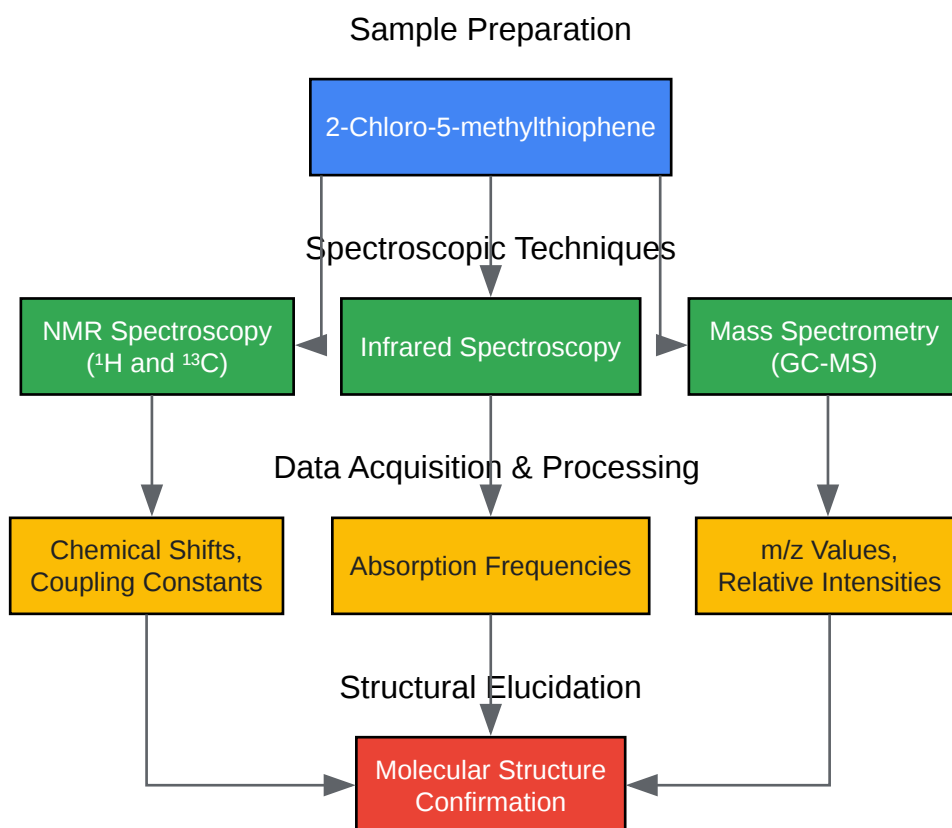 Sample Preparation
2-Chloro-5-methylthiophene
Spectroscopic Techniques
NMR Spectroscopy
(¹H and ¹³C)
Infrared Spectroscopy
Mass Spectrometry
(GC-MS)
Data Acquisition & Processing
Chemical Shifts,
Coupling Constants
Absorption Frequencies
m/z Values,
Relative Intensities
Structural Elucidation
Molecular Structure
Confirmation